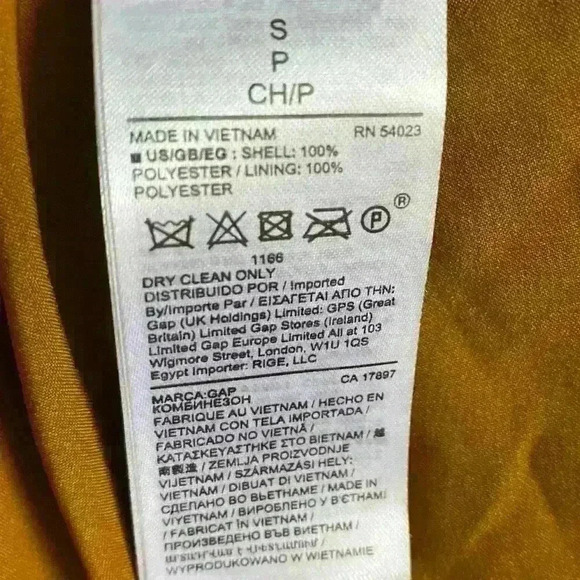 S
P
CH/P
MADE IN VIETNAM RN 54023
US/GB/EG : SHELL: 100%
POLYESTER / LINING: 100%
POLYESTER
P ®
1166
DRY CLEAN ONLY
DISTRIBUIDO POR / Imported
By/Importe Par / ΕΙΣΑΓΕΤΑΙ ΑΠΟ ΤΗΝ:
Gap (UK Holdings) Limited: GPS (Great
Britain) Limited Gap Stores (Ireland)
Limited Gap Europe Limited All at 103
Wigmore Street, London, W1U 1QS
Egypt Importer: RIGE, LLC
MARCA:GAP CA 17897
КОМБИНЕЗОН
FABRIQUE AU VIETNAM / HECHO EN
VIETNAM CON TELA IMPORTADA /
FABRICADO NO VIETNÃ /
ΚΑΤΑΣΚΕΥΑΣΤΗΚΕ ΣΤΟ ΒΙΕΤΝΑΜ / 越
南製造 / ZEMLJA PROIZVODNJE
VIJETNAM / SZÁRMAZÁSI HELY:
VIETNÁM / DIBUAT DI VIETNAM /
СДЕЛАНО ВО ВЬЕТНАМЕ / MADE IN
VIYETNAM / ВИРОБЛЕНО У В'ЄТНАМІ
/ FABRICAT ÎN VIETNAM /
ПРОИЗВЕДЕНО ВЪВ ВИЕТНАМ /
WYPRODUKOWANO W WIETNAMIE